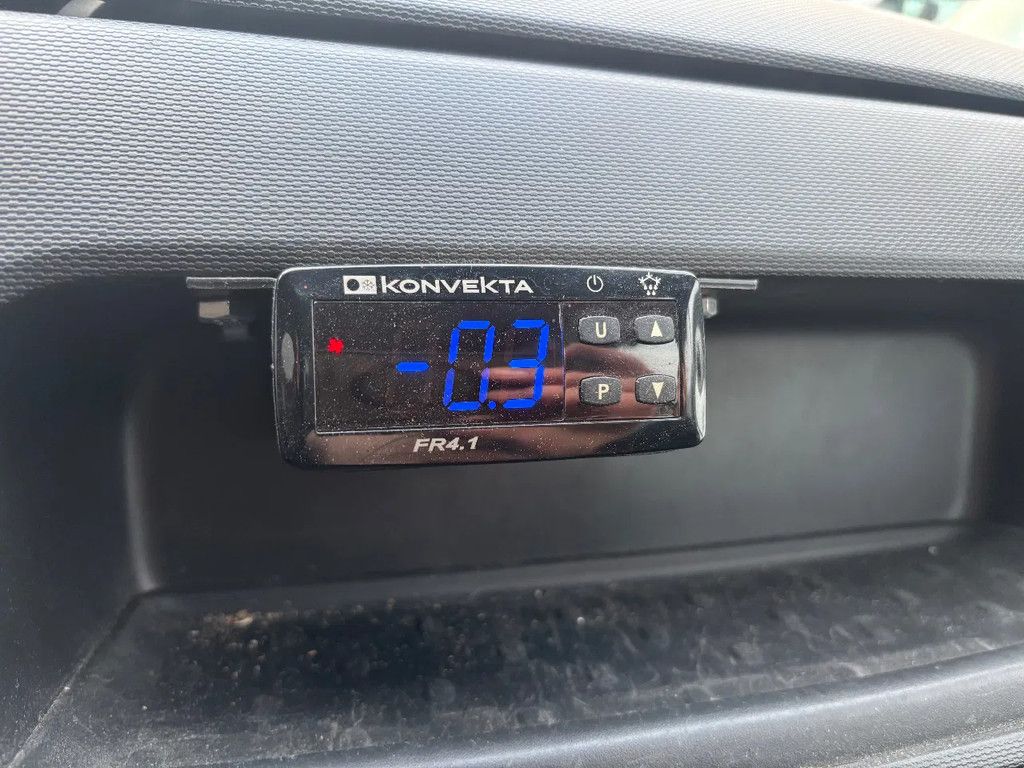 KONVEKTA
-0.3
U
P
FR4.1